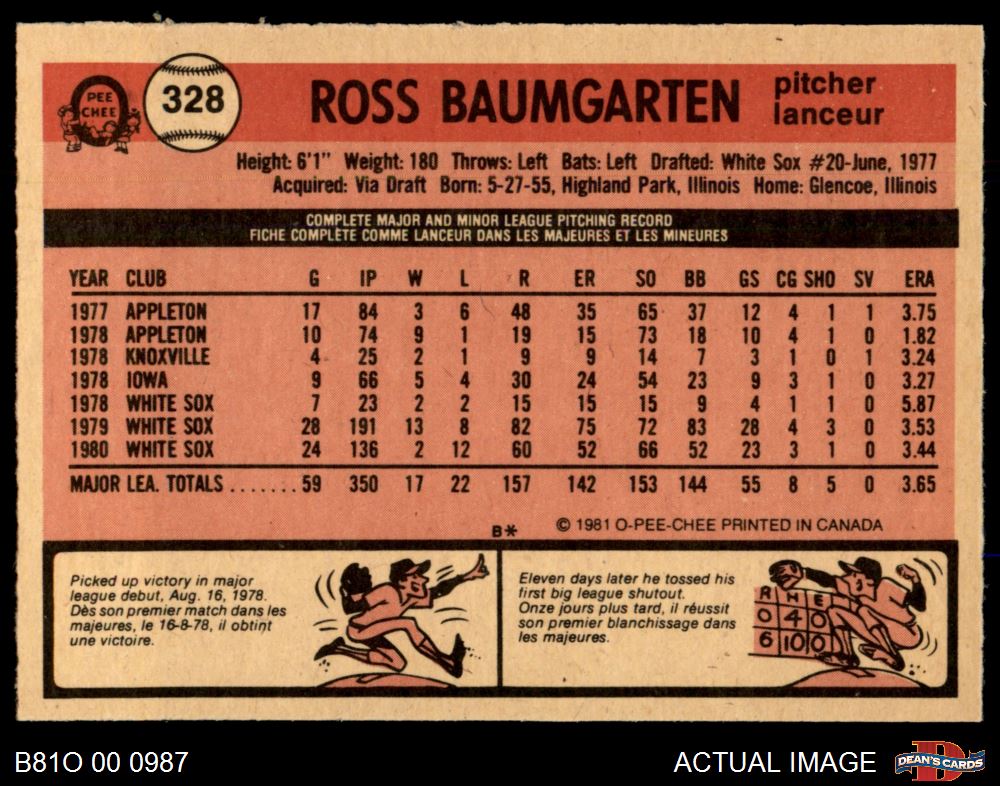 PEE
CHEE
328
ROSS BAUMGARTEN
pitcher
lanceur
Height: 6'1" Weight: 180 Throws: Left Bats: Left Drafted: White Sox #20-June, 1977
Acquired: Via Draft Born: 5-27-55, Highland Park, Illinois Home: Glencoe, Illinois
COMPLETE MAJOR AND MINOR LEAGUE PITCHING RECORD
FICHE COMPLÈTE COMME LANCEUR DANS LES MAJEURES ET LES MINEURES
YEAR CLUB G IP W L R ER SO BB GS CG SHO SV ERA
1977 APPLETON 17 84 3 6 48 35 65 37 12 4 1 1 3.75
1978 APPLETON 10 74 9 1 19 15 73 18 10 4 1 0 1.82
1978 KNOXVILLE 4 25 2 1 9 9 14 7 3 1 0 1 3.24
1978 IOWA 9 66 5 4 30 24 54 23 9 3 1 0 3.27
1978 WHITE SOX 7 23 2 2 15 15 15 9 4 1 1 0 5.87
1979 WHITE SOX 28 191 13 8 82 75 72 83 28 4 3 0 3.53
1980 WHITE SOX 24 136 2 12 60 52 66 52 23 3 1 0 3.44
MAJOR LEA. TOTALS ....... 59 350 17 22 157 142 153 144 55 8 5 0 3.65
B* © 1981 O-PEE-CHEE PRINTED IN CANADA
Picked up victory in major
league debut, Aug. 16, 1978.
Dès son premier match dans les
majeures, le 16-8-78, il obtint
une victoire.
Eleven days later he tossed his
first big league shutout.
Onze jours plus tard, il réussit
son premier blanchissage dans
les majeures.
R H E
0 4 0
6 10 0
B81O 00 0987
ACTUAL IMAGE
D
DEAN'S CARDS